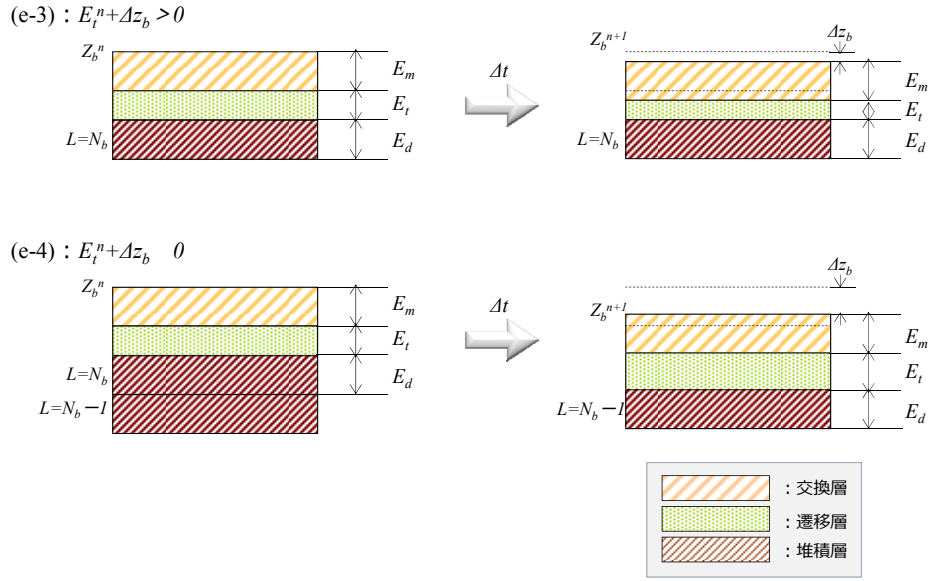 (e-3)：E_t^n+Δz_b＞0
Z_b^n
E_m
E_t
L=N_b
E_d
Δt
Δz_b
Z_b^{n+1}
E_m
E_t
L=N_b
E_d
(e-4)：E_t^n+Δz_b 0
Z_b^n
E_m
E_t
L=N_b
E_d
L=N_b−1
Δt
Δz_b
Z_b^{n+1}
E_m
E_t
L=N_b−1
E_d
：交換層
：遷移層
：堆積層